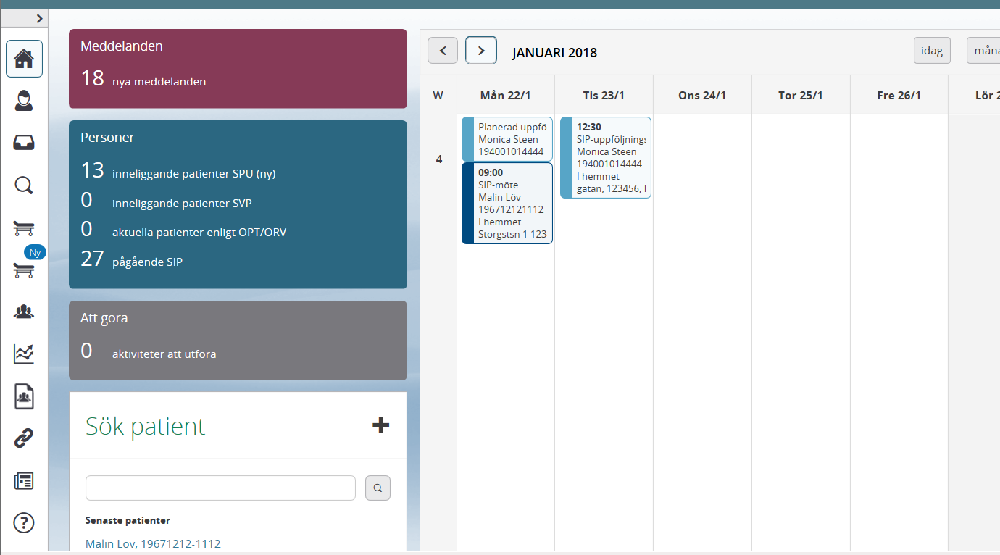 Ny
Meddelanden
18 nya meddelanden
Personer
13 inneliggande patienter SPU (ny)
0 inneliggande patienter SVP
0 aktuella patienter enligt ÖPT/ÖRV
27 pågående SIP
Att göra
0 aktiviteter att utföra
Sök patient
Senaste patienter
Malin Löv, 19671212-1112
JANUARI 2018
idag
måna
W
Mån 22/1
Tis 23/1
Ons 24/1
Tor 25/1
Fre 26/1
Lör 2
4
Planerad uppfö
Monica Steen
194001014444
09:00
SIP-möte
Malin Löv
196712121112
I hemmet
Storgstsn 1 123
12:30
SIP-uppföljnings
Monica Steen
194001014444
I hemmet
gatan, 123456,